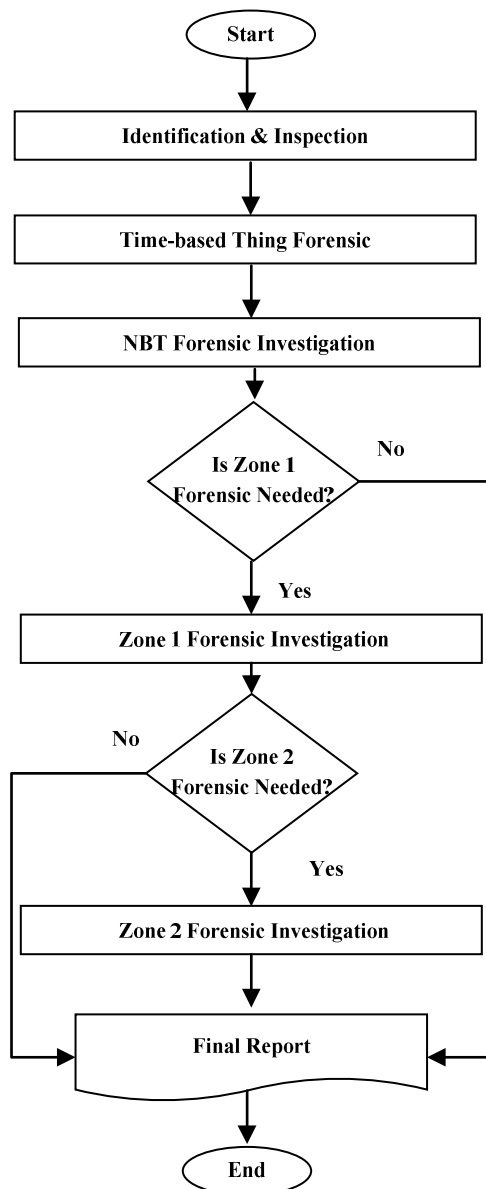 Start
Identification & Inspection
Time-based Thing Forensic
NBT Forensic Investigation
Is Zone 1
Forensic Needed?
No
Yes
Zone 1 Forensic Investigation
No
Is Zone 2
Forensic Needed?
Yes
Zone 2 Forensic Investigation
Final Report
End